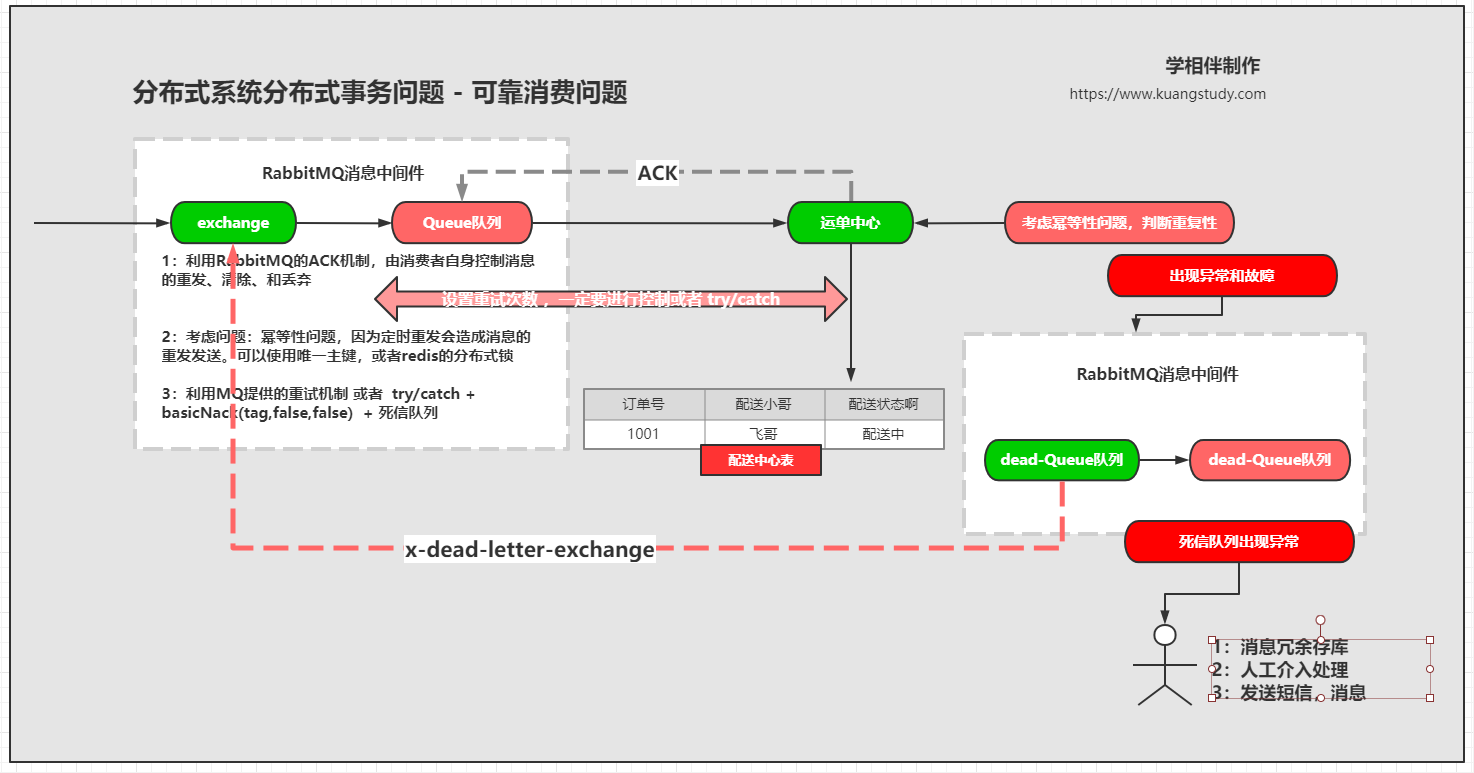 学相伴制作
分布式系统分布式事务问题 - 可靠消费问题
https://www.kuangstudy.com
RabbitMQ消息中间件
ACK
exchange
Queue队列
运单中心
考虑幂等性问题，判断重复性
1：利用RabbitMQ的ACK机制，由消费者自身控制消息
的重发、清除、和丢弃
出现异常和故障
设置重试次数 ，一定要进行控制或者 try/catch
2：考虑问题：幂等性问题，因为定时重发会造成消息的
重发发送。可以使用唯一主键，或者redis的分布式锁
3：利用MQ提供的重试机制 或者 try/catch +
basicNack(tag,false,false) + 死信队列
RabbitMQ消息中间件
订单号 配送小哥 配送状态啊
1001 飞哥 配送中
配送中心表
dead-Queue队列
dead-Queue队列
x-dead-letter-exchange
死信队列出现异常
1：消息冗余存库
2：人工介入处理
3：发送短信，消息